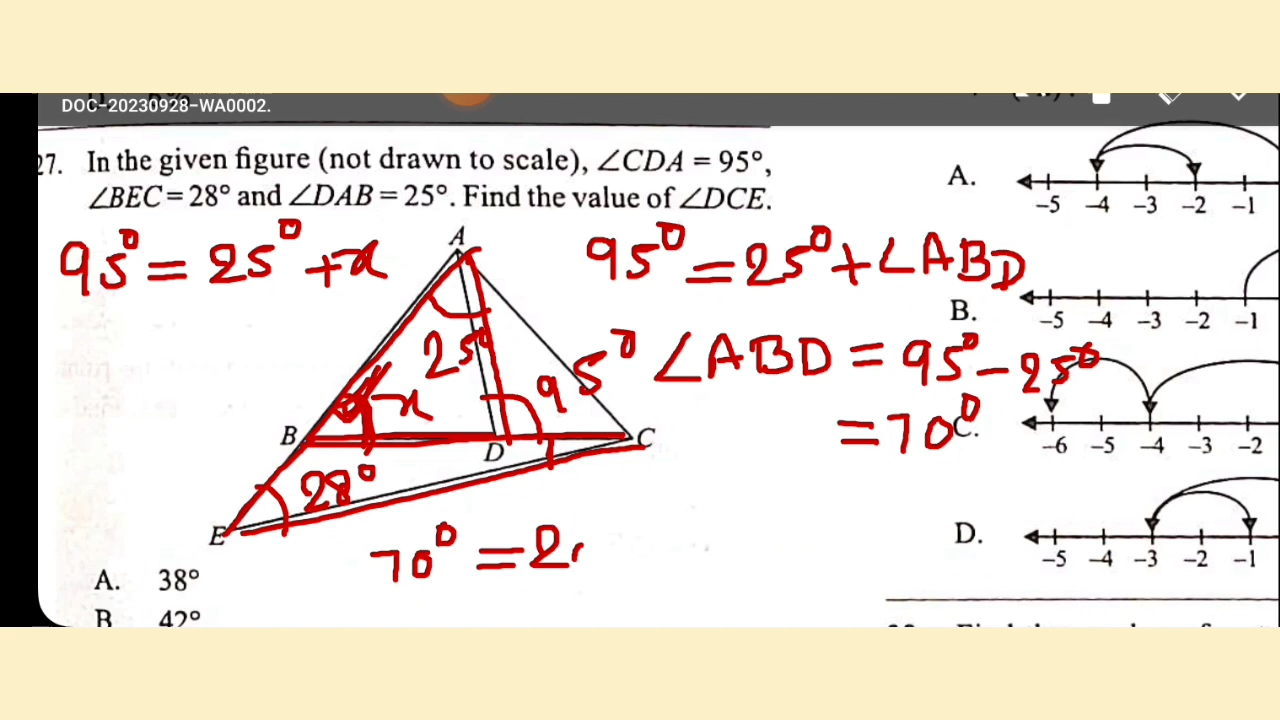 DOC-20230928-WA0002.
27. In the given figure (not drawn to scale), ∠CDA = 95°,
∠BEC = 28° and ∠DAB = 25°. Find the value of ∠DCE.
95° = 25° + x
A
25°
x
95°
B
D
C
28°
E
70° = 2
A. 38°
B 42°
95° = 25° + ∠ABD
∠ABD = 95° - 25°
= 70°
A.
-5 -4 -3 -2 -1
B.
-5 -4 -3 -2 -1
C.
-6 -5 -4 -3 -2
D.
-5 -4 -3 -2 -1